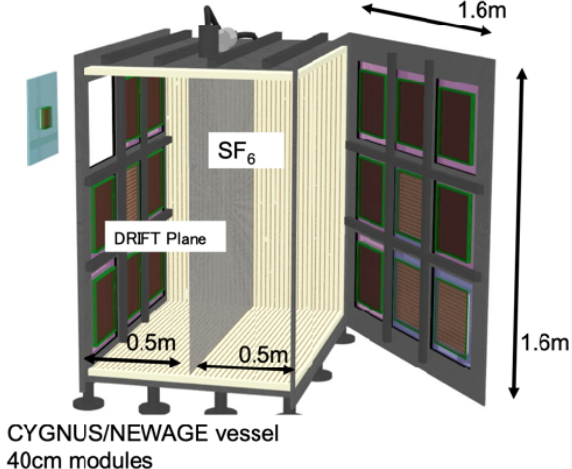 1.6m
SF6
DRIFT Plane
0.5m
0.5m
1.6m
CYGNUS/NEWAGE vessel
40cm modules